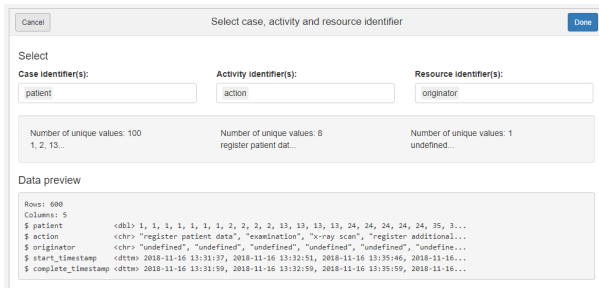 Cancel Select case, activity and resource identifier Done
Select
Case identifier(s): Activity identifier(s): Resource identifier(s):
patient action originator
Number of unique values: 100 Number of unique values: 8 Number of unique values: 1
1, 2, 13... register patient dat... undefined...
Data preview
Rows: 600
Columns: 5
$ patient <dbl> 1, 1, 1, 1, 1, 1, 1, 2, 2, 2, 2, 13, 13, 13, 13, 24, 24, 24, 24, 24, 35, 3...
$ action <chr> "register patient data", "examination", "x-ray scan", "register additional...
$ originator <chr> "undefined", "undefined", "undefined", "undefined", "undefined", "undefine...
$ start_timestamp <dttm> 2018-11-16 13:31:37, 2018-11-16 13:32:51, 2018-11-16 13:35:46, 2018-11-16...
$ complete_timestamp <dttm> 2018-11-16 13:31:59, 2018-11-16 13:32:59, 2018-11-16 13:35:59, 2018-11-16...